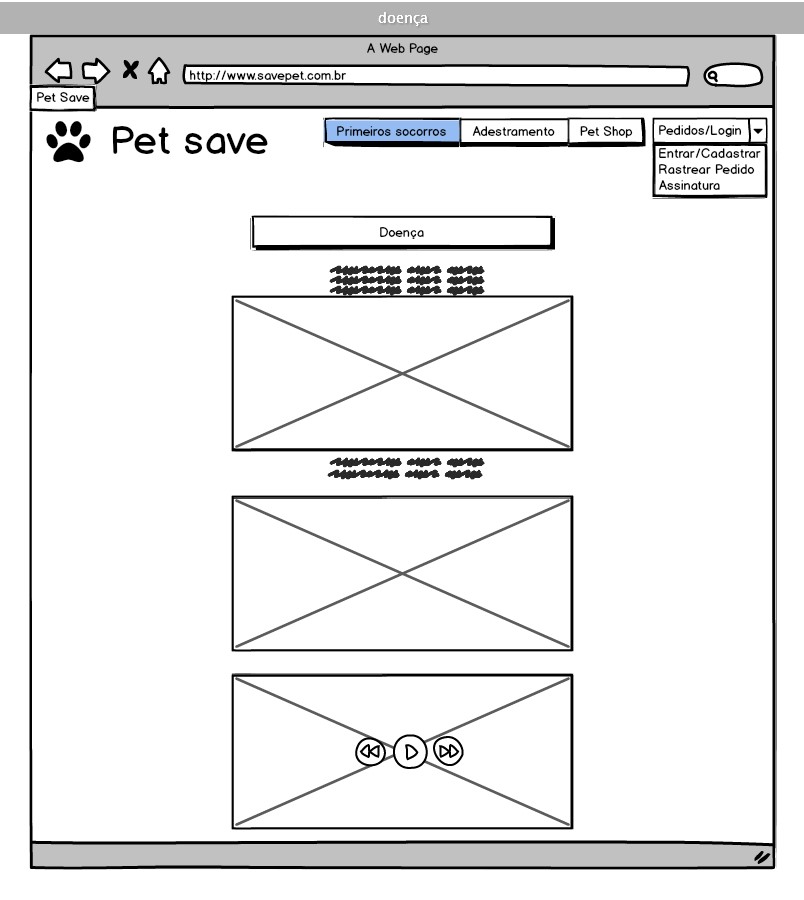 doença
A Web Page
http://www.savepet.com.br
Pet Save
Pet save
Primeiros socorros
Adestramento
Pet Shop
Pedidos/Login
Entrar/Cadastrar
Rastrear Pedido
Assinatura
Doença